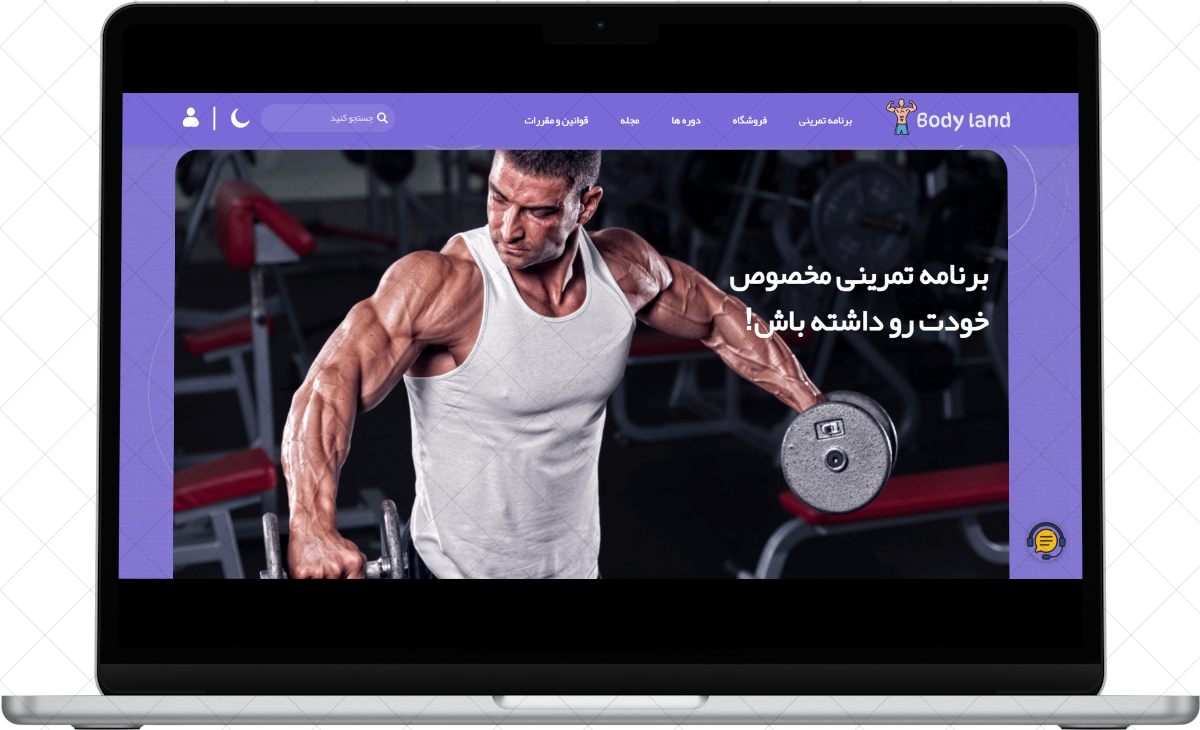 Body land
برنامه تمرینی
فروشگاه
دوره ها
مجله
قوانین و مقررات
جستجو کنید
برنامه تمرینی مخصوص
خودت رو داشته باش!